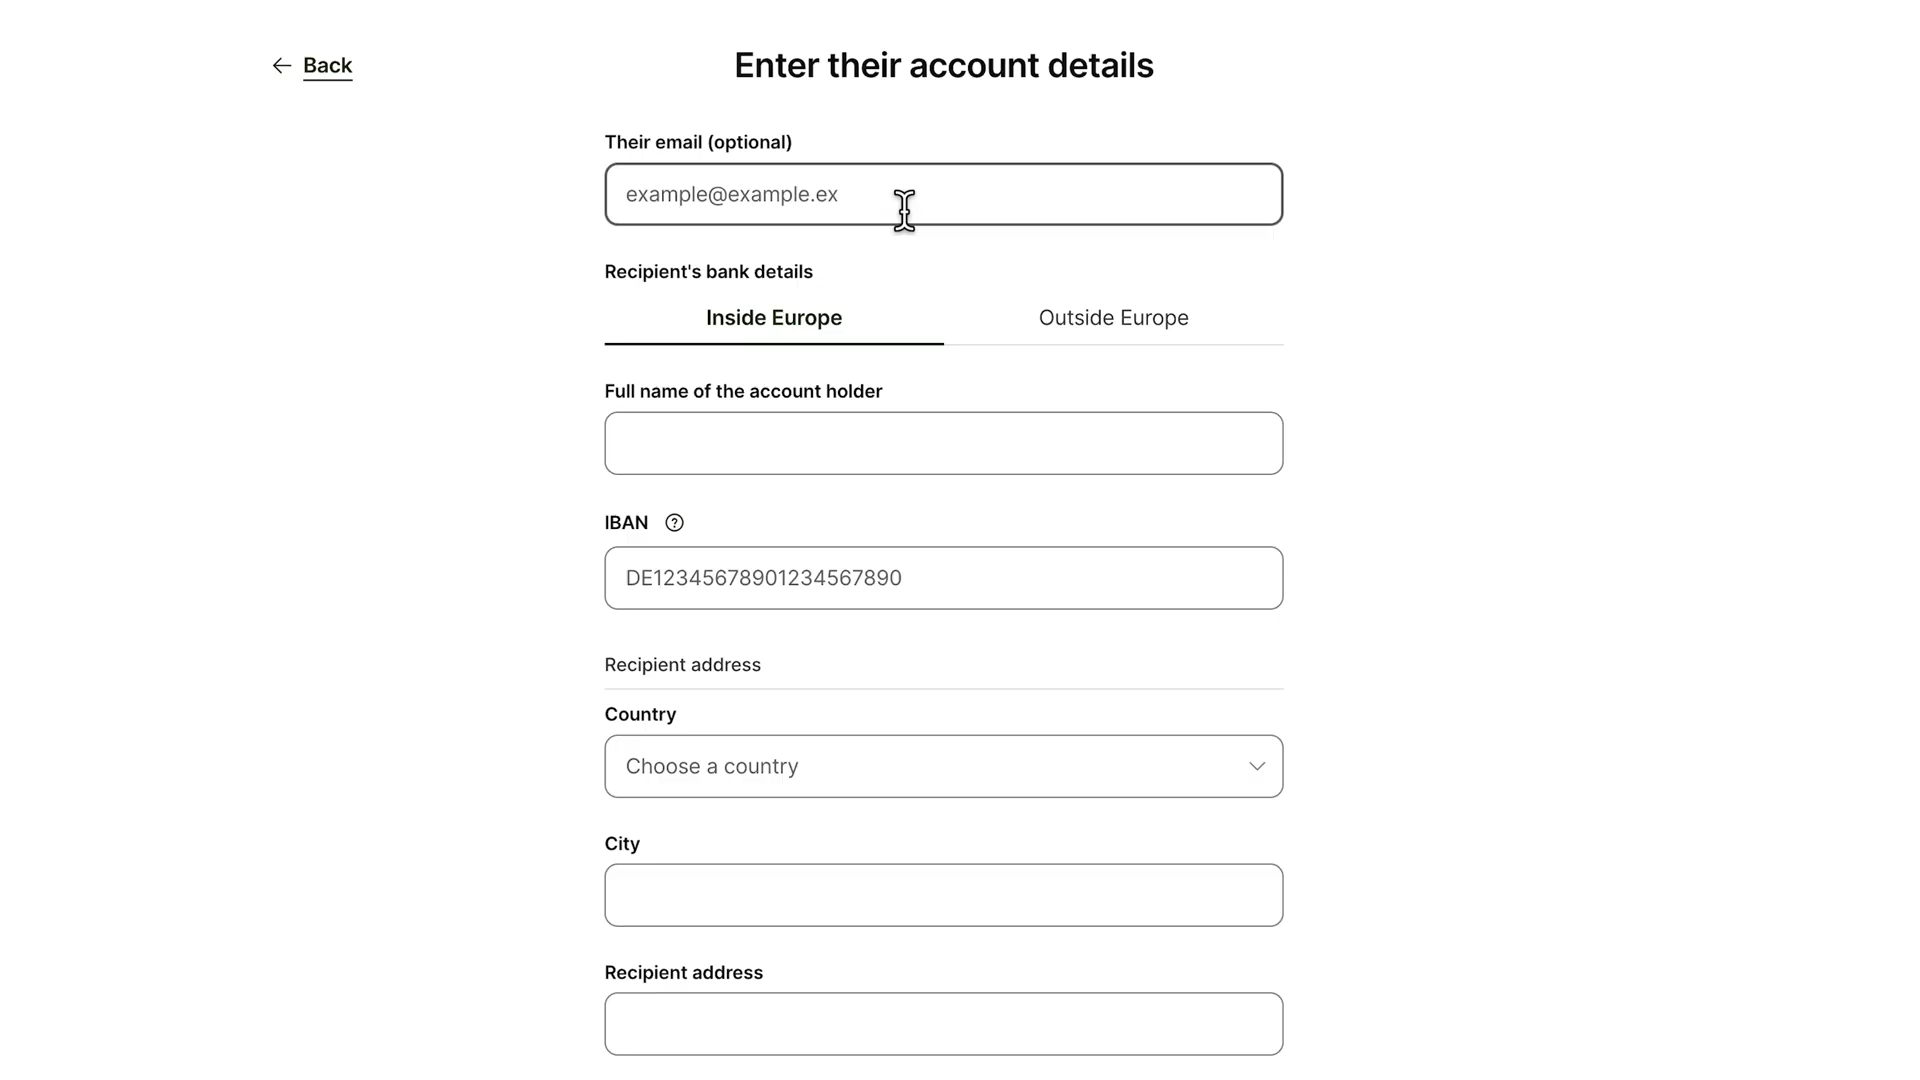 Back
Enter their account details
Their email (optional)
example@example.ex
Recipient's bank details
Inside Europe
Outside Europe
Full name of the account holder
IBAN ?
DE12345678901234567890
Recipient address
Country
Choose a country
City
Recipient address